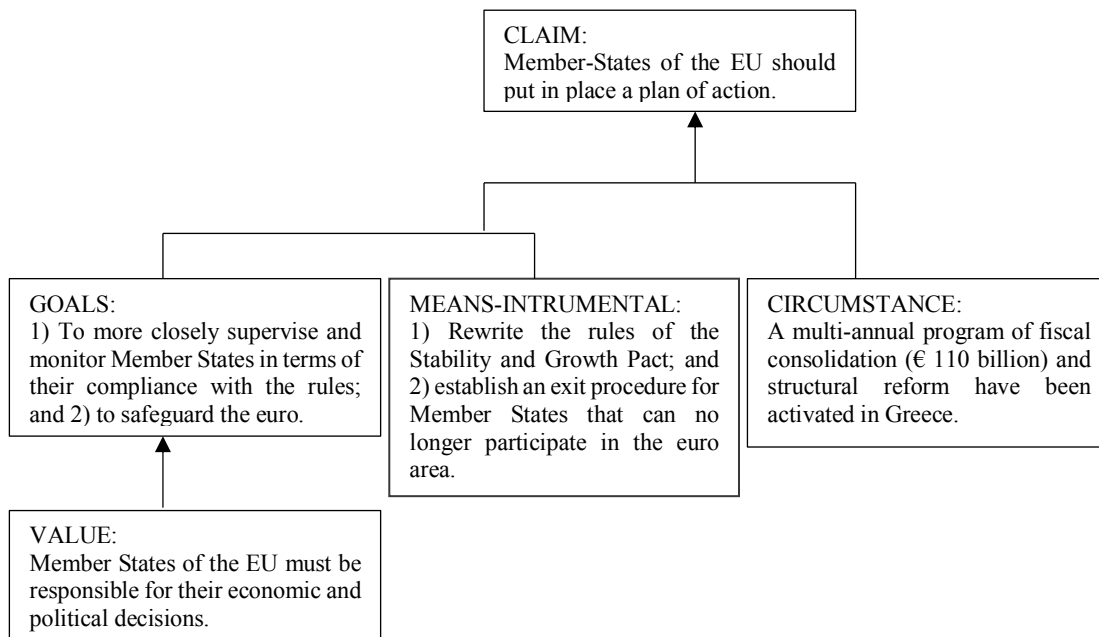 CLAIM:
Member-States of the EU should
put in place a plan of action.
GOALS:
1) To more closely supervise and
monitor Member States in terms of
their compliance with the rules;
and 2) to safeguard the euro.
MEANS-INTRUMENTAL:
1) Rewrite the rules of the
Stability and Growth Pact; and
2) establish an exit procedure for
Member States that can no
longer participate in the euro
area.
CIRCUMSTANCE:
A multi-annual program of fiscal
consolidation (€ 110 billion) and
structural reform have been
activated in Greece.
VALUE:
Member States of the EU must be
responsible for their economic and
political decisions.